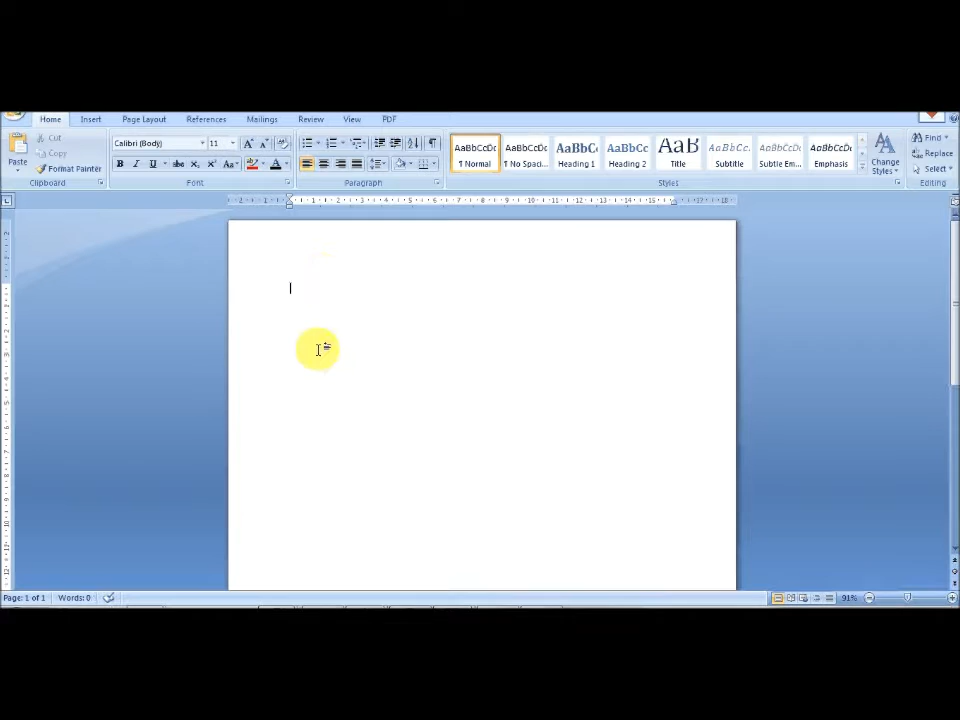 Home Insert Page Layout References Mailings Review View PDF
Cut
Copy
Format Painter
Paste
Clipboard
Calibri (Body) 11
Font
Paragraph
AaBbCcDc AaBbCcDc AaBbCc AaBbCc AaB AaBbCc. AaBbCcDc AaBbCcDc
¶ Normal ¶ No Spaci... Heading 1 Heading 2 Title Subtitle Subtle Em... Emphasis
Change Styles
Styles
Find
Replace
Select
Editing
Page: 1 of 1 Words: 0 91%